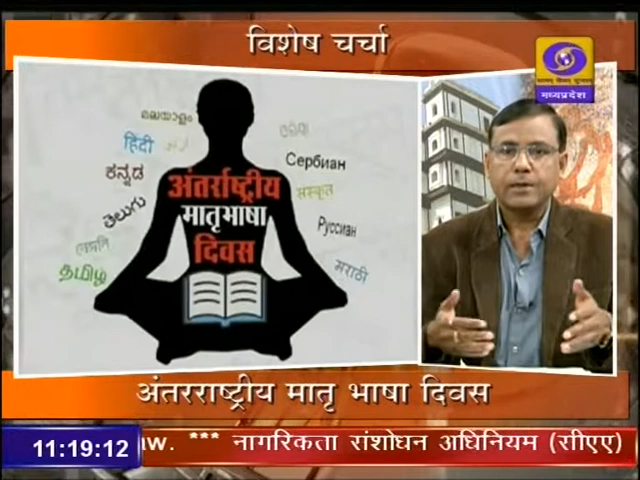 विशेष चर्चा
मध्यप्रदेश
മലയാളം
हिंदी
ಕನ್ನಡ
Сербиан
संस्कृत
తెలుగు
Руссиан
मराठी
தமிழ்
अंतर्राष्ट्रीय
मातृभाषा
दिवस
अंतरराष्ट्रीय मातृ भाषा दिवस
11:19:12
*** नागरिकता संशोधन अधिनियम (सीएए)